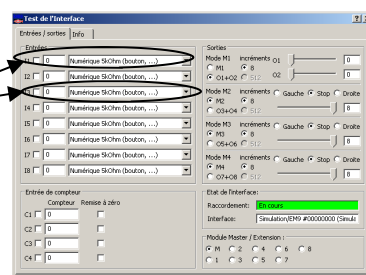 Test de l'Interface
Entrées / sorties Info
Entrées
I1 0 Numérique 5kOhm (bouton, ...)
I2 0 Numérique 5kOhm (bouton, ...)
I3 0 Numérique 5kOhm (bouton, ...)
I4 0 Numérique 5kOhm (bouton, ...)
I5 0 Numérique 5kOhm (bouton, ...)
I6 0 Numérique 5kOhm (bouton, ...)
I7 0 Numérique 5kOhm (bouton, ...)
I8 0 Numérique 5kOhm (bouton, ...)
Entrée de compteur
Compteur Remise à zéro
C1 0
C2 0
C3 0
C4 0
Sorties
Mode M1 incréments O1 0
M1 8
O1+O2 512 O2 0
Mode M2 incréments Gauche Stop Droite
M2 8
O3+O4 512 8
Mode M3 incréments Gauche Stop Droite
M3 8
O5+O6 512 8
Mode M4 incréments Gauche Stop Droite
M4 8
O7+O8 512 8
Etat de l'interface:
Raccordement: En cours
Interface: Simulation/EM9 #00000000 (Simula
Module Master / Extension :
M 2 4 6 8
1 3 5 7